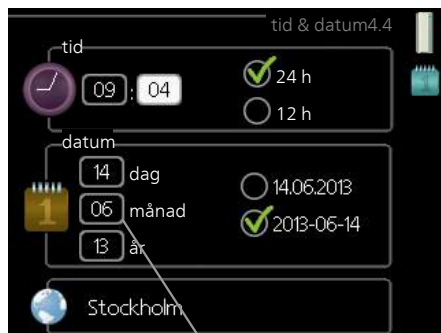 tid & datum4.4
tid
09 : 04
24 h
12 h
datum
14 dag
06 månad
13 år
14.06.2013
2013-06-14
1
Stockholm